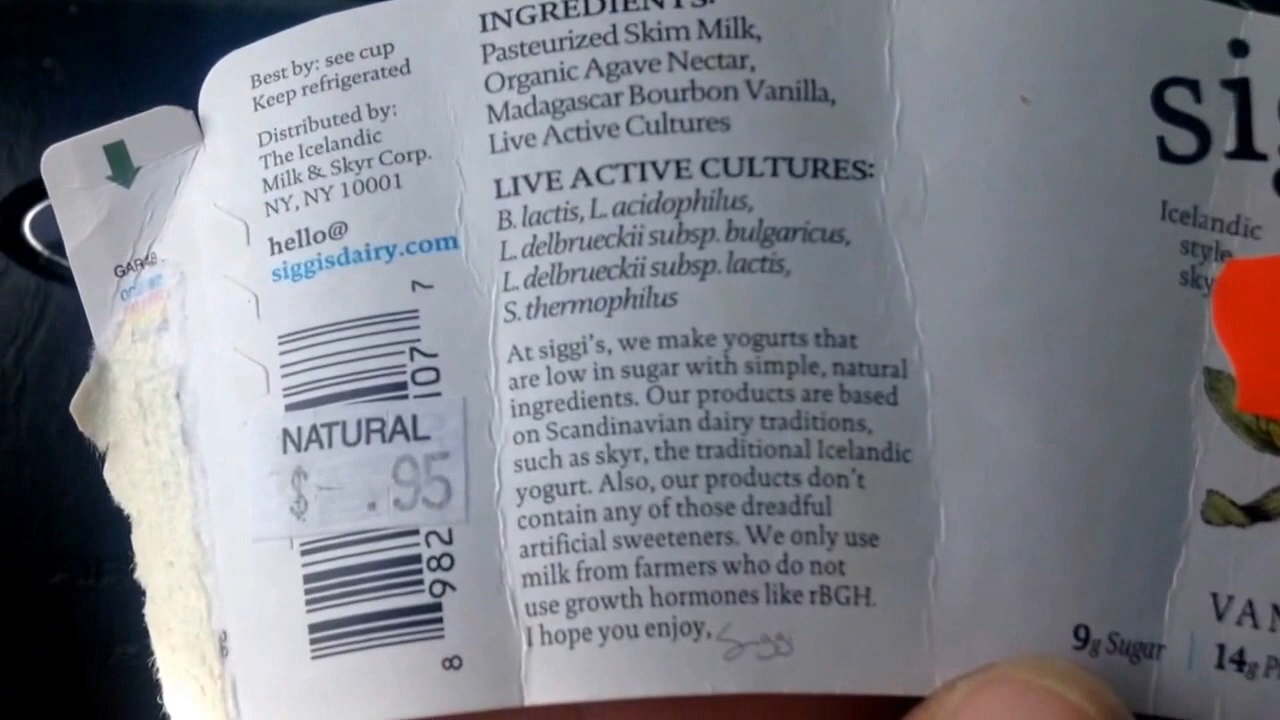 Best by: see cup
Keep refrigerated
Distributed by:
The Icelandic
Milk & Skyr Corp.
NY, NY 10001
hello@
siggisdairy.com
7
107
NATURAL
$ - .95
982
8
INGREDIENTS:
Pasteurized Skim Milk,
Organic Agave Nectar,
Madagascar Bourbon Vanilla,
Live Active Cultures
LIVE ACTIVE CULTURES:
B. lactis, L. acidophilus,
L. delbrueckii subsp. bulgaricus,
L. delbrueckii subsp. lactis,
S. thermophilus
At siggi's, we make yogurts that
are low in sugar with simple, natural
ingredients. Our products are based
on Scandinavian dairy traditions,
such as skyr, the traditional Icelandic
yogurt. Also, our products don't
contain any of those dreadful
artificial sweeteners. We only use
milk from farmers who do not
use growth hormones like rBGH.
I hope you enjoy, Siggi
sig
Icelandic
style
sky
VAN
9g Sugar | 14g P